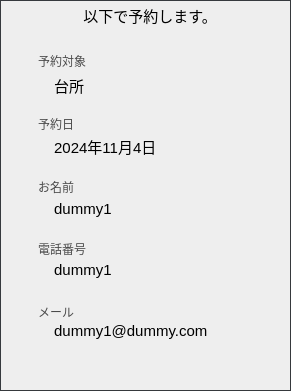 以下で予約します。
予約対象
台所
予約日
2024年11月4日
お名前
dummy1
電話番号
dummy1
メール
dummy1@dummy.com